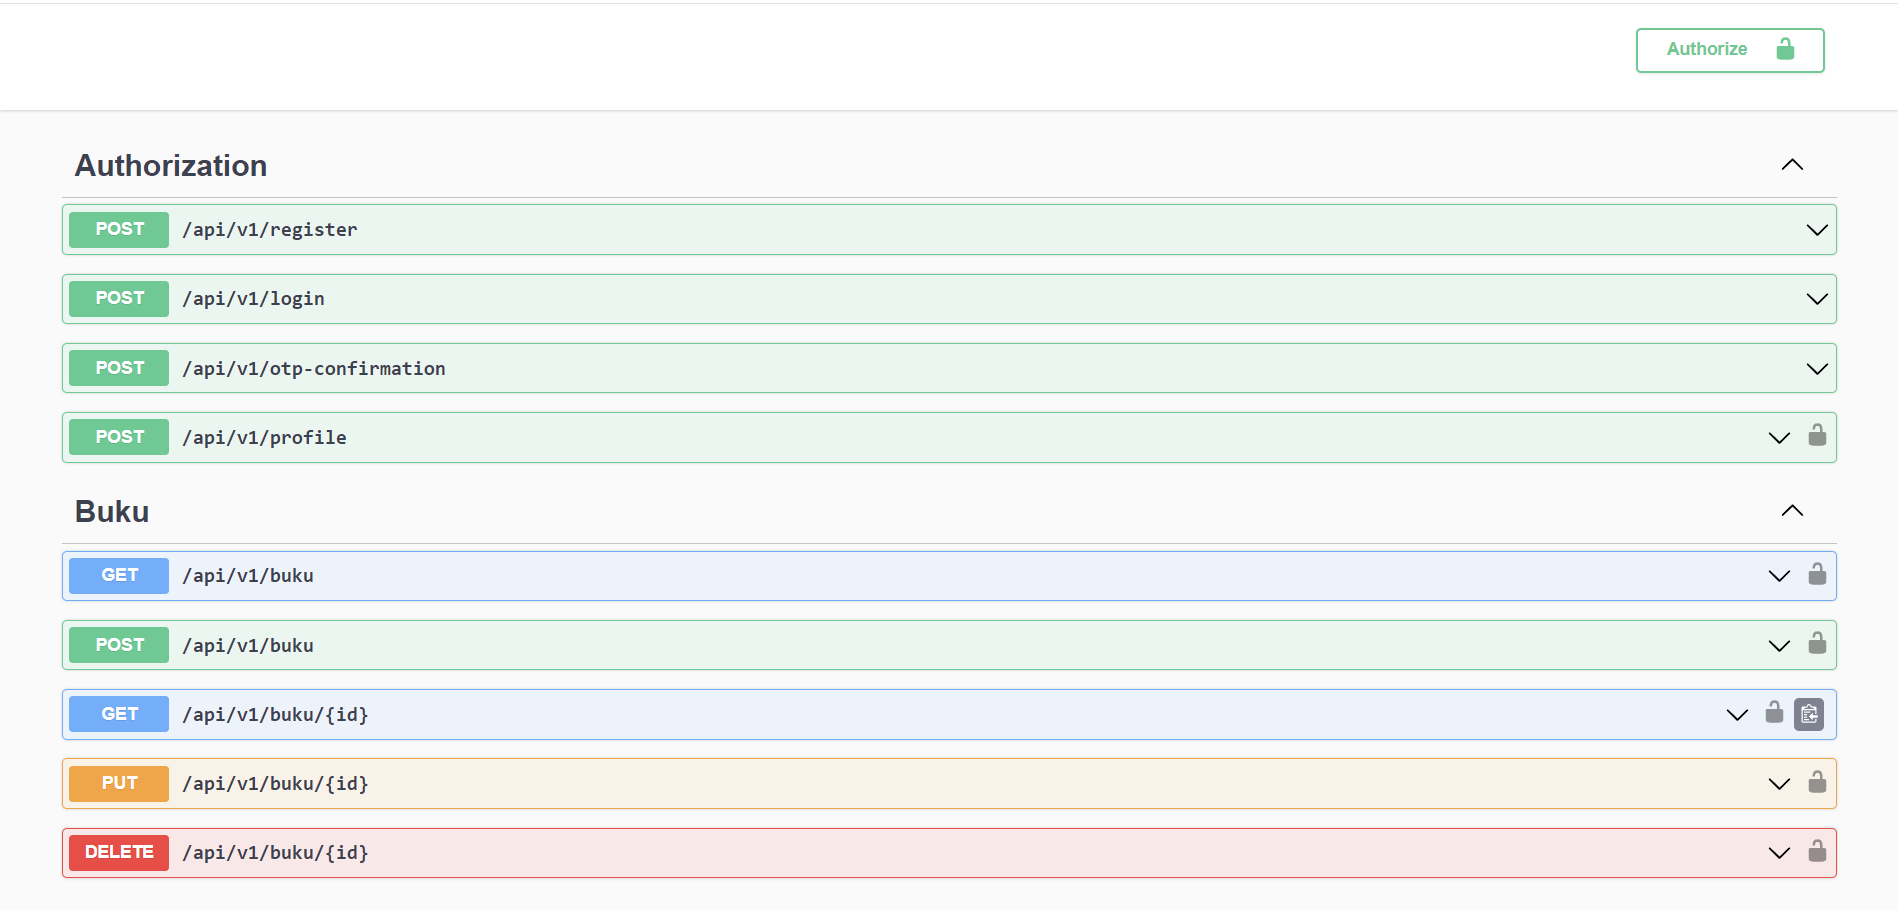 Authorize
Authorization
POST /api/v1/register
POST /api/v1/login
POST /api/v1/otp-confirmation
POST /api/v1/profile
Buku
GET /api/v1/buku
POST /api/v1/buku
GET /api/v1/buku/{id}
PUT /api/v1/buku/{id}
DELETE /api/v1/buku/{id}